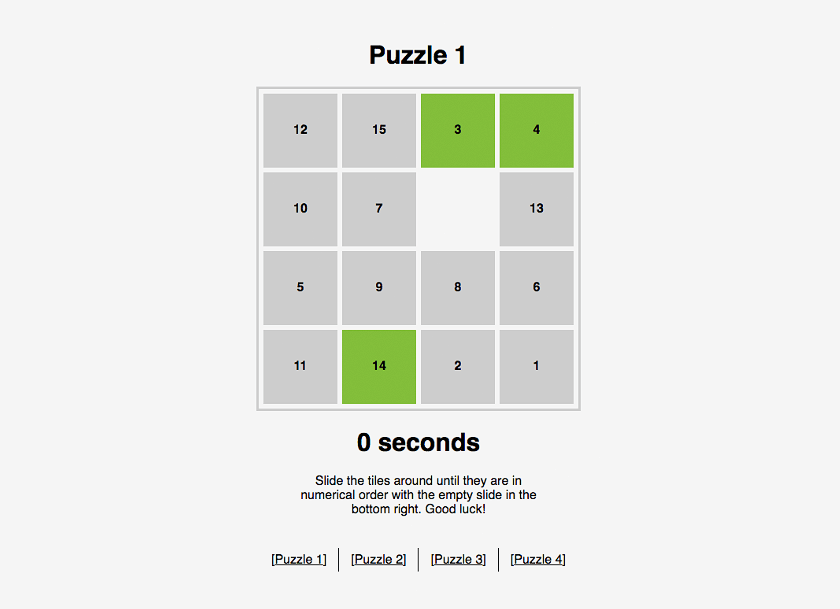 Puzzle 1
12 15 3 4
10 7 13
5 9 8 6
11 14 2 1
0 seconds
Slide the tiles around until they are in
numerical order with the empty slide in the
bottom right. Good luck!
[Puzzle 1] [Puzzle 2] [Puzzle 3] [Puzzle 4]